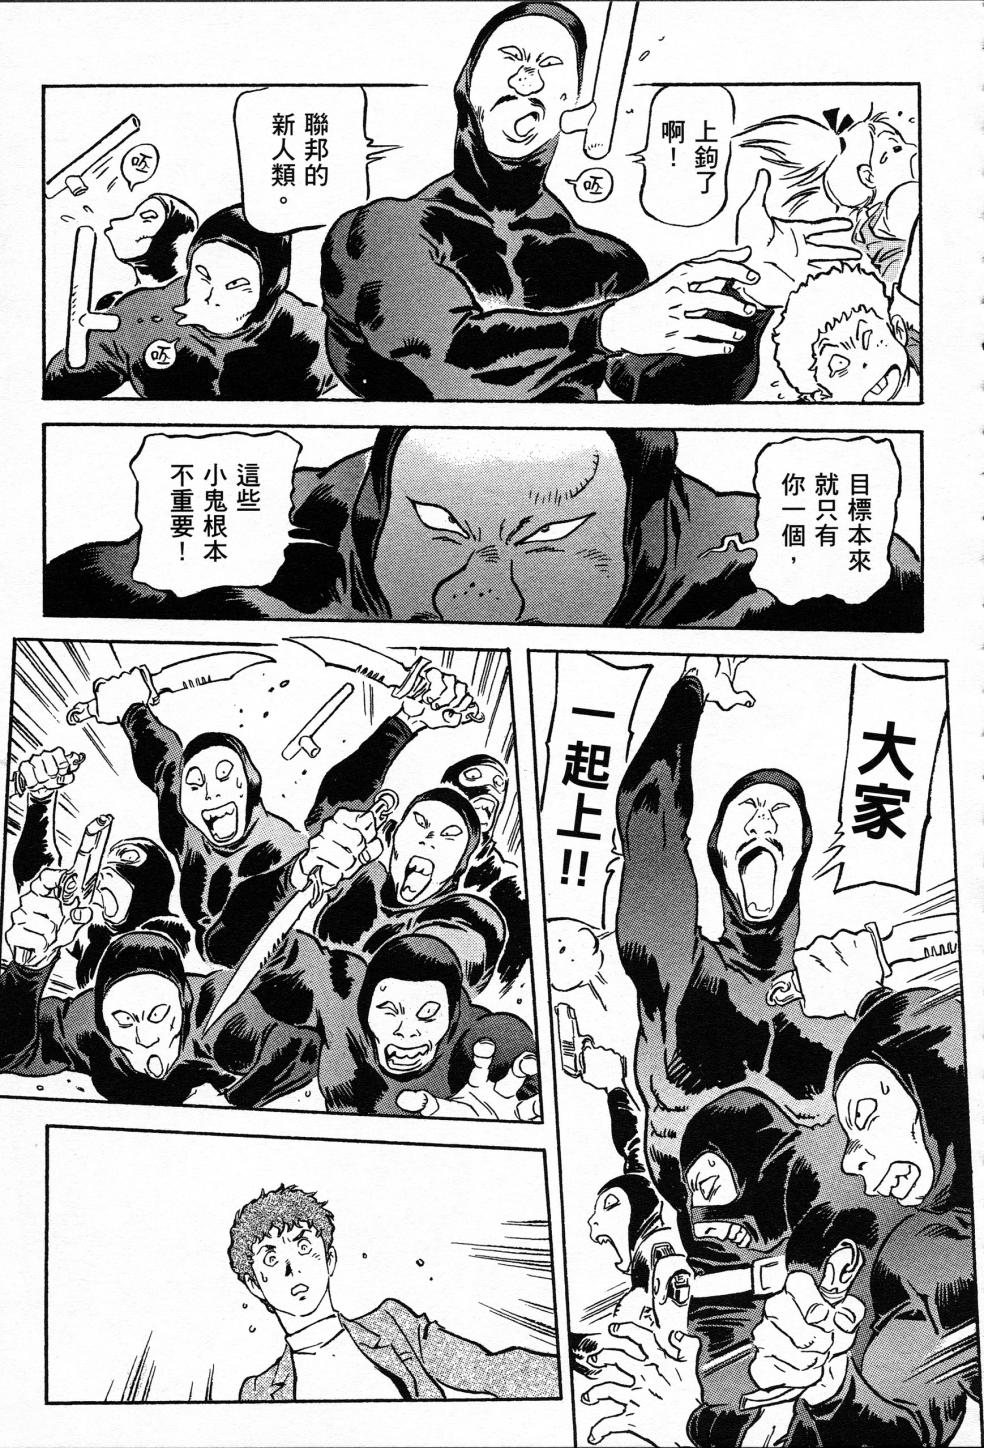 上鉤了
啊！
呸
聯邦的
新人類。
呸
呸
目標本來
就只有
你一個，
這些
小鬼根本
不重要！
大家
一起上!!